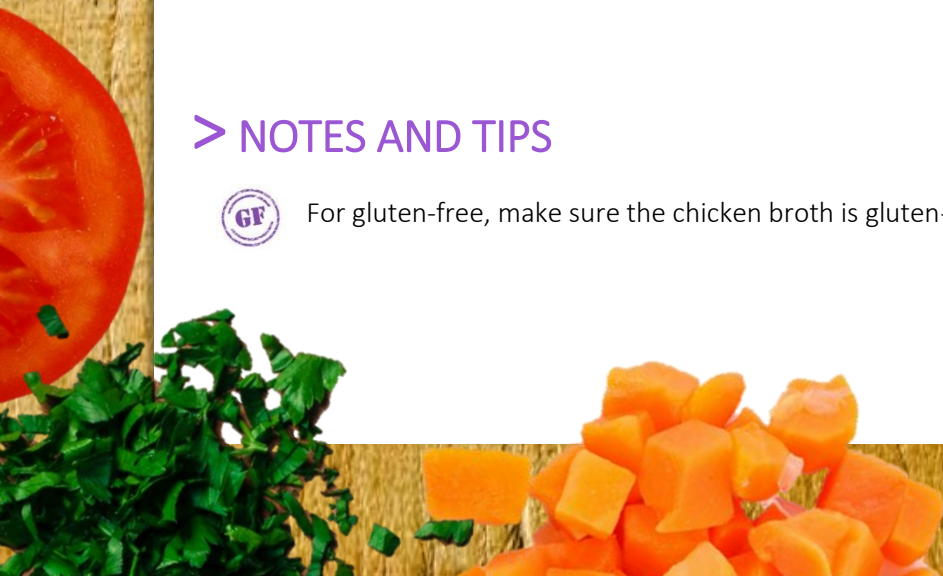 > NOTES AND TIPS
GF
For gluten-free, make sure the chicken broth is gluten-